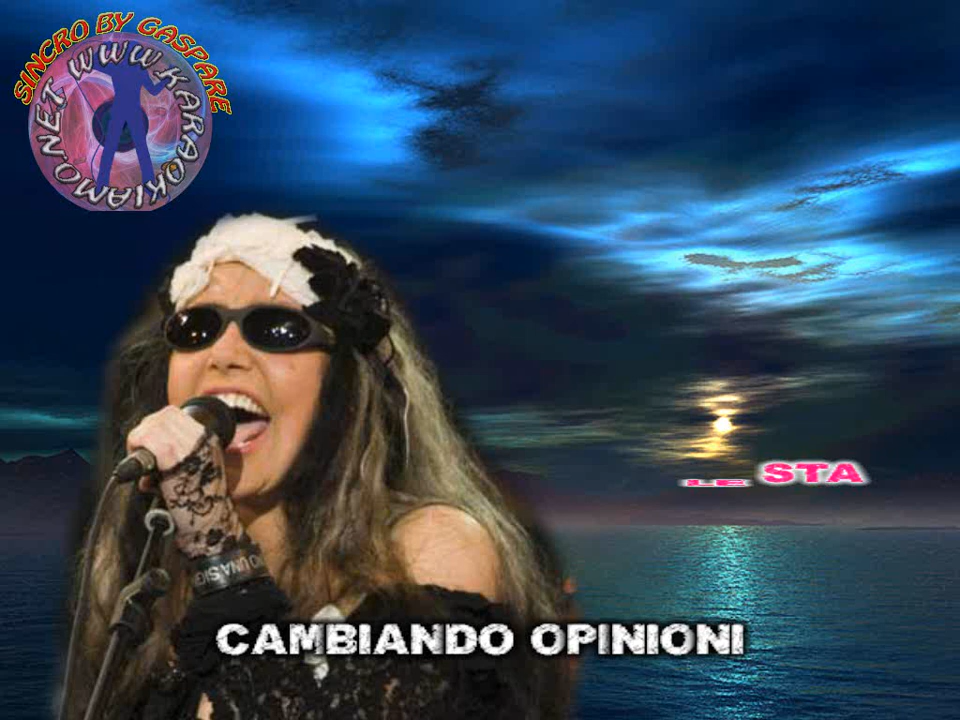 SINCRO BY GASPARE
WWW.KARAOKIAMO.NET
LE STA
CAMBIANDO OPINIONI